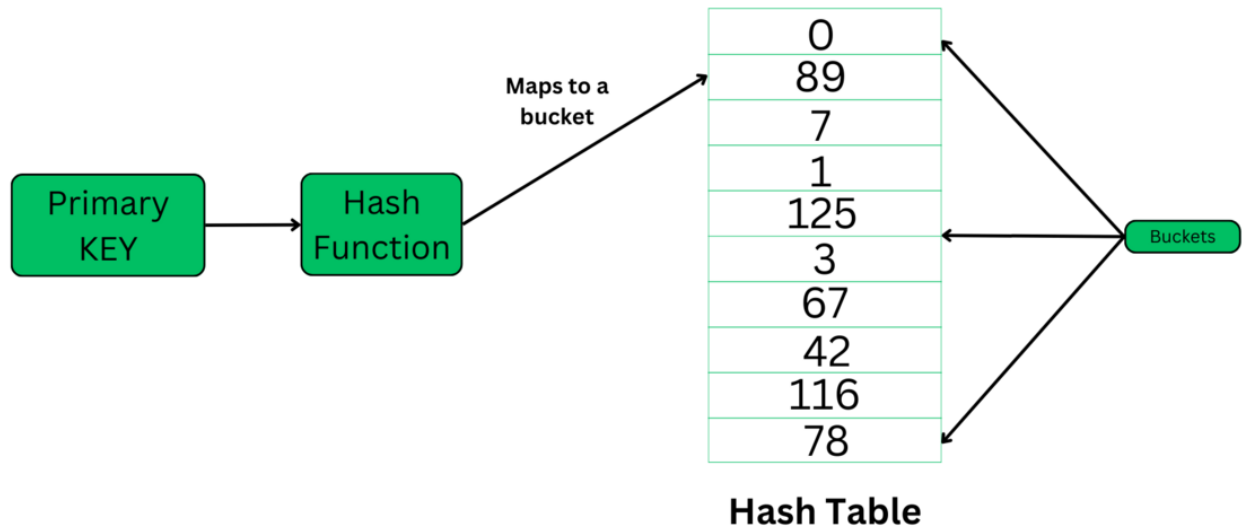 Primary
KEY
Hash
Function
Maps to a
bucket
0
89
7
1
125
3
67
42
116
78
Buckets
Hash Table